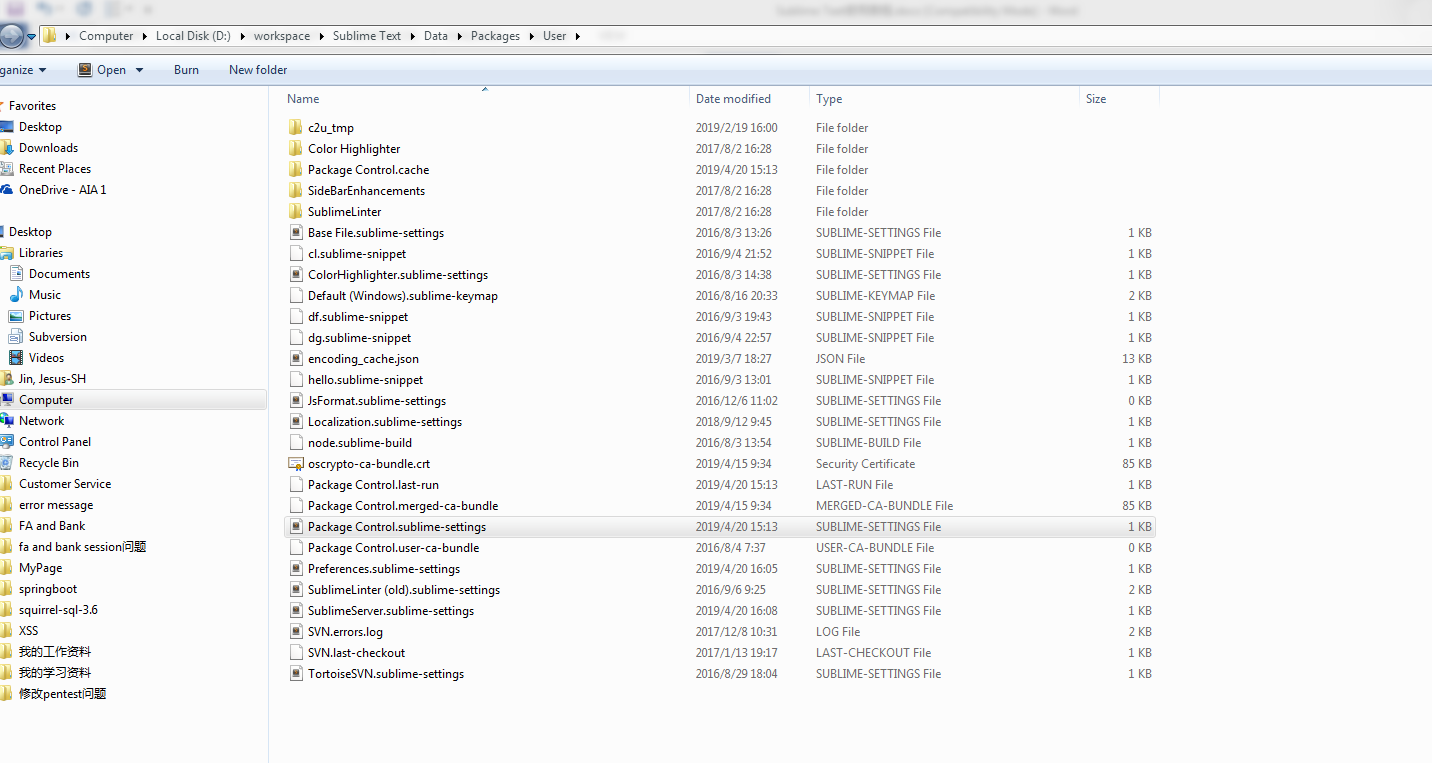 Computer Local Disk (D:) workspace Sublime Text Data Packages User
ganize Open Burn New folder
Name Date modified Type Size
Favorites
Desktop
Downloads
Recent Places
OneDrive - AIA 1
Desktop
Libraries
Documents
Music
Pictures
Subversion
Videos
Jin, Jesus-SH
Computer
Network
Control Panel
Recycle Bin
Customer Service
error message
FA and Bank
fa and bank session问题
MyPage
springboot
squirrel-sql-3.6
XSS
我的工作资料
我的学习资料
修改pentest问题
c2u_tmp 2019/2/19 16:00 File folder
Color Highlighter 2017/8/2 16:28 File folder
Package Control.cache 2019/4/20 15:13 File folder
SideBarEnhancements 2017/8/2 16:28 File folder
SublimeLinter 2017/8/2 16:28 File folder
Base File.sublime-settings 2016/8/3 13:26 SUBLIME-SETTINGS File 1 KB
cl.sublime-snippet 2016/9/4 21:52 SUBLIME-SNIPPET File 1 KB
ColorHighlighter.sublime-settings 2016/8/3 14:38 SUBLIME-SETTINGS File 1 KB
Default (Windows).sublime-keymap 2016/8/16 20:33 SUBLIME-KEYMAP File 2 KB
df.sublime-snippet 2016/9/3 19:43 SUBLIME-SNIPPET File 1 KB
dg.sublime-snippet 2016/9/4 22:57 SUBLIME-SNIPPET File 1 KB
encoding_cache.json 2019/3/7 18:27 JSON File 13 KB
hello.sublime-snippet 2016/9/3 13:01 SUBLIME-SNIPPET File 1 KB
JsFormat.sublime-settings 2016/12/6 11:02 SUBLIME-SETTINGS File 0 KB
Localization.sublime-settings 2018/9/12 9:45 SUBLIME-SETTINGS File 1 KB
node.sublime-build 2016/8/3 13:54 SUBLIME-BUILD File 1 KB
oscrypto-ca-bundle.crt 2019/4/15 9:34 Security Certificate 85 KB
Package Control.last-run 2019/4/20 15:13 LAST-RUN File 1 KB
Package Control.merged-ca-bundle 2019/4/15 9:34 MERGED-CA-BUNDLE File 85 KB
Package Control.sublime-settings 2019/4/20 15:13 SUBLIME-SETTINGS File 1 KB
Package Control.user-ca-bundle 2016/8/4 7:37 USER-CA-BUNDLE File 0 KB
Preferences.sublime-settings 2019/4/20 16:05 SUBLIME-SETTINGS File 1 KB
SublimeLinter (old).sublime-settings 2016/9/6 9:25 SUBLIME-SETTINGS File 2 KB
SublimeServer.sublime-settings 2019/4/20 16:08 SUBLIME-SETTINGS File 1 KB
SVN.errors.log 2017/12/8 10:31 LOG File 2 KB
SVN.last-checkout 2017/1/13 19:17 LAST-CHECKOUT File 1 KB
TortoiseSVN.sublime-settings 2016/8/29 18:04 SUBLIME-SETTINGS File 1 KB